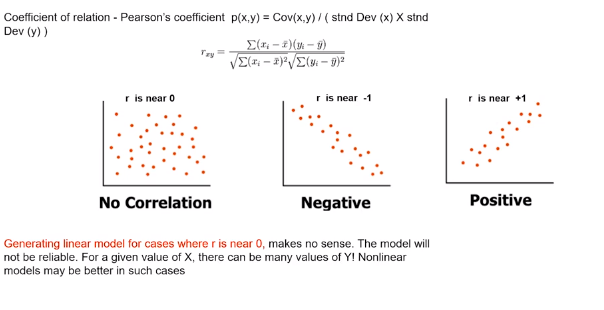 Coefficient of relation - Pearson's coefficient p(x,y) = Cov(x,y) / ( stnd Dev (x) X stnd
Dev (y) )
r_xy = Σ(x_i − x̄)(y_i − ȳ) / √Σ(x_i − x̄)² √Σ(y_i − ȳ)²
r is near 0 r is near -1 r is near +1
No Correlation Negative Positive
Generating linear model for cases where r is near 0, makes no sense. The model will
not be reliable. For a given value of X, there can be many values of Y! Nonlinear
models may be better in such cases